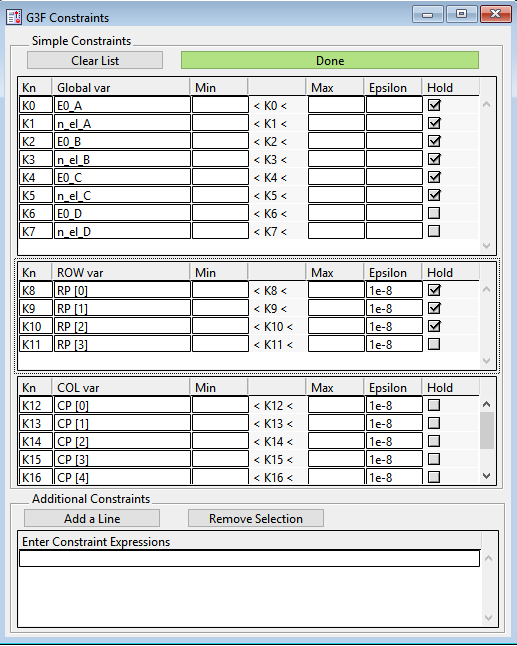 G3F Constraints
Simple Constraints
Clear List Done
Kn Global var Min Max Epsilon Hold
K0 E0_A < K0 <
K1 n_el_A < K1 <
K2 E0_B < K2 <
K3 n_el_B < K3 <
K4 E0_C < K4 <
K5 n_el_C < K5 <
K6 E0_D < K6 <
K7 n_el_D < K7 <
Kn ROW var Min Max Epsilon Hold
K8 RP [0] < K8 < 1e-8
K9 RP [1] < K9 < 1e-8
K10 RP [2] < K10 < 1e-8
K11 RP [3] < K11 < 1e-8
Kn COL var Min Max Epsilon Hold
K12 CP [0] < K12 < 1e-8
K13 CP [1] < K13 < 1e-8
K14 CP [2] < K14 < 1e-8
K15 CP [3] < K15 < 1e-8
K16 CP [4] < K16 < 1e-8
Additional Constraints
Add a Line Remove Selection
Enter Constraint Expressions